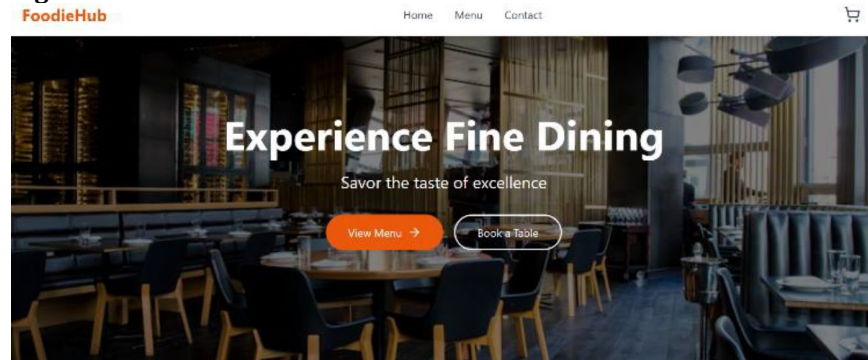 FoodieHub
Home Menu Contact
Experience Fine Dining
Savor the taste of excellence
View Menu →
Book a Table